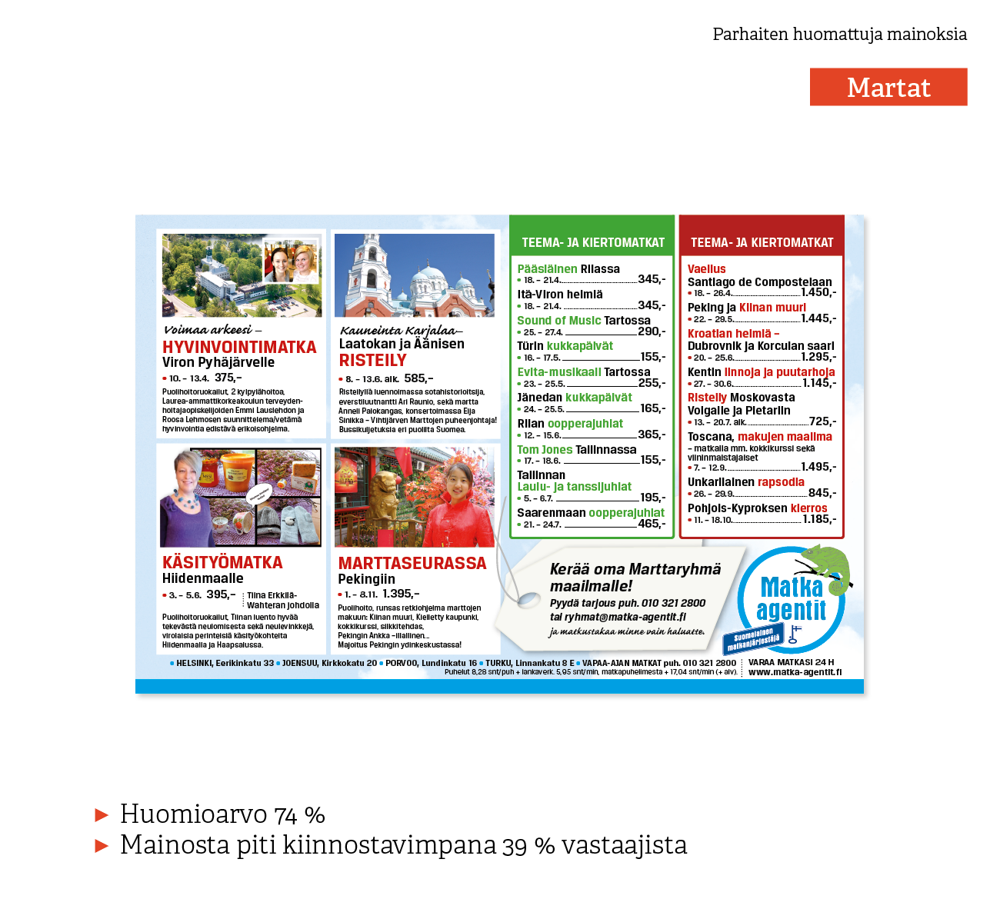 Parhaiten huomattuja mainoksia
Martat
Voimaa arkeesi –
HYVINVOINTIMATKA
Viron Pyhäjärvelle
• 10. – 13.4. 375,–
Puolihoitoruokailut, 2 kylpylähoitoa,
Laurea-ammattikorkeakoulun terveyden-
hoitajaopiskelijoiden Emmi Lauslehdon ja
Roosa Lehmosen suunnittelema/vetämä
hyvinvointia edistävä erikoisohjelma.
Kauneinta Karjalaa–
Laatokan ja Äänisen
RISTEILY
• 8. – 13.6. alk. 585,–
Risteilyllä luennoimassa sotahistorioitsija,
everstiluutnantti Ari Raunio, sekä martta
Anneli Palokangas, konsertoimassa Eija
Sinikka – Vihtijärven Marttojen puheenjohtaja!
Bussikuljetuksia eri puolilta Suomea.
KÄSITYÖMATKA
Hiidenmaalle
• 3. – 5.6. 395,–
Tiina Erkkilä-
Wahteran johdolla
Puolihoitoruokailut, Tiinan luento hyvää
tekevästä neulomisesta sekä neulevinkkejä,
virolaisia perinteisiä käsityökohteita
Hiidenmaalla ja Haapsalussa.
MARTTASEURASSA
Pekingiin
• 1. – 8.11. 1.395,–
Puolihoito, runsas retkiohjelma marttojen
makuun: Kiinan muuri, Kielletty kaupunki,
kokkikurssi, silkkitehdas,
Pekingin Ankka –illallinen...
Majoitus Pekingin ydinkeskustassa!
TEEMA- JA KIERTOMATKAT
Pääsiäinen Riiassa
• 18. – 21.4. 345,-
Itä-Viron helmiä
• 18. – 21.4. 345,-
Sound of Music Tartossa
• 25. – 27.4. 290,-
Türin kukkapäivät
• 16. – 17.5. 155,-
Evita-musikaali Tartossa
• 23. – 25.5. 255,-
Jänedan kukkapäivät
• 24. – 25.5. 165,-
Riian oopperajuhlat
• 12. – 15.6. 365,-
Tom Jones Tallinnassa
• 17. – 18.6. 155,-
Tallinnan
Laulu- ja tanssijuhlat
• 5. – 6.7. 195,-
Saarenmaan oopperajuhlat
• 21. – 24.7. 465,-
TEEMA- JA KIERTOMATKAT
Vaellus
Santiago de Compostelaan
• 18. – 26.4. 1.450,-
Peking ja Kiinan muuri
• 22. – 29.5. 1.445,-
Kroatian helmiä –
Dubrovnik ja Korculan saari
• 20. – 25.6. 1.295,-
Kentin linnoja ja puutarhoja
• 27. – 30.6. 1.145,-
Risteily Moskovasta
Volgalle ja Pietariin
• 13. – 20.7. alk. 725,-
Toscana, makujen maailma
– matkalla mm. kokkikurssi sekä
viininmaistajaiset
• 7. – 12.9. 1.495,-
Unkarilainen rapsodia
• 26. – 29.9. 845,-
Pohjois-Kyproksen kierros
• 11. – 18.10. 1.185,-
Kerää oma Marttaryhmä
maailmalle!
Pyydä tarjous puh. 010 321 2800
tai ryhmat@matka-agentit.fi
ja matkustakaa minne vain haluatte.
Matka
agentit
Suomalainen
matkanjärjestäjä
• HELSINKI, Eerikinkatu 33 • JOENSUU, Kirkkokatu 20 • PORVOO, Lundinkatu 16 • TURKU, Linnankatu 8 E • VAPAA-AJAN MATKAT puh. 010 321 2800
Puhelut 8,28 snt/puh + lankaverk. 5,95 snt/min, matkapuhelimesta + 17,04 snt/min (+ alv).
VARAA MATKASI 24 H
www.matka-agentit.fi
► Huomioarvo 74 %
► Mainosta piti kiinnostavimpana 39 % vastaajista